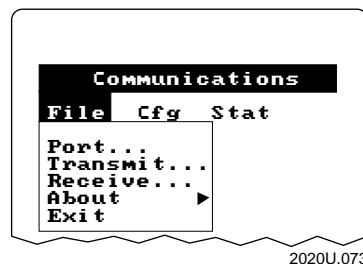 Communications
File Cfg Stat
Port...
Transmit...
Receive...
About ▶
Exit
2020U.073